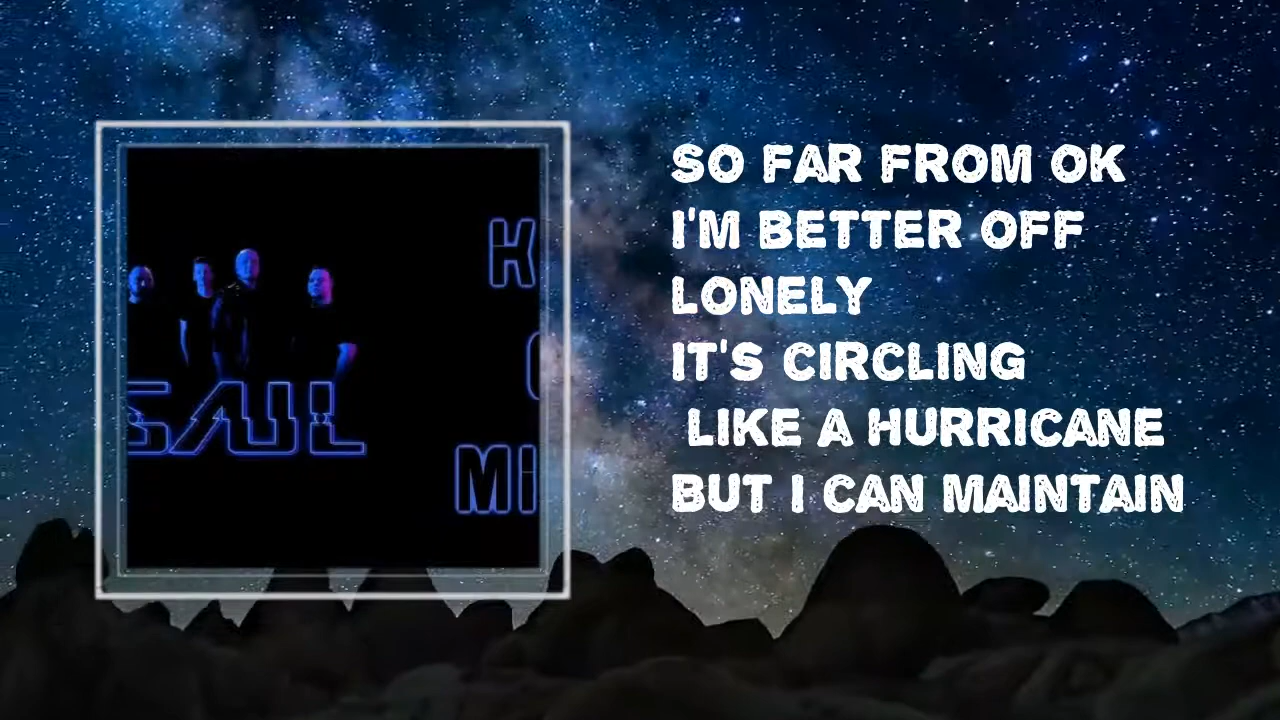 SAUL
K
MI
SO FAR FROM OK
I'M BETTER OFF
LONELY
IT'S CIRCLING
LIKE A HURRICANE
BUT I CAN MAINTAIN